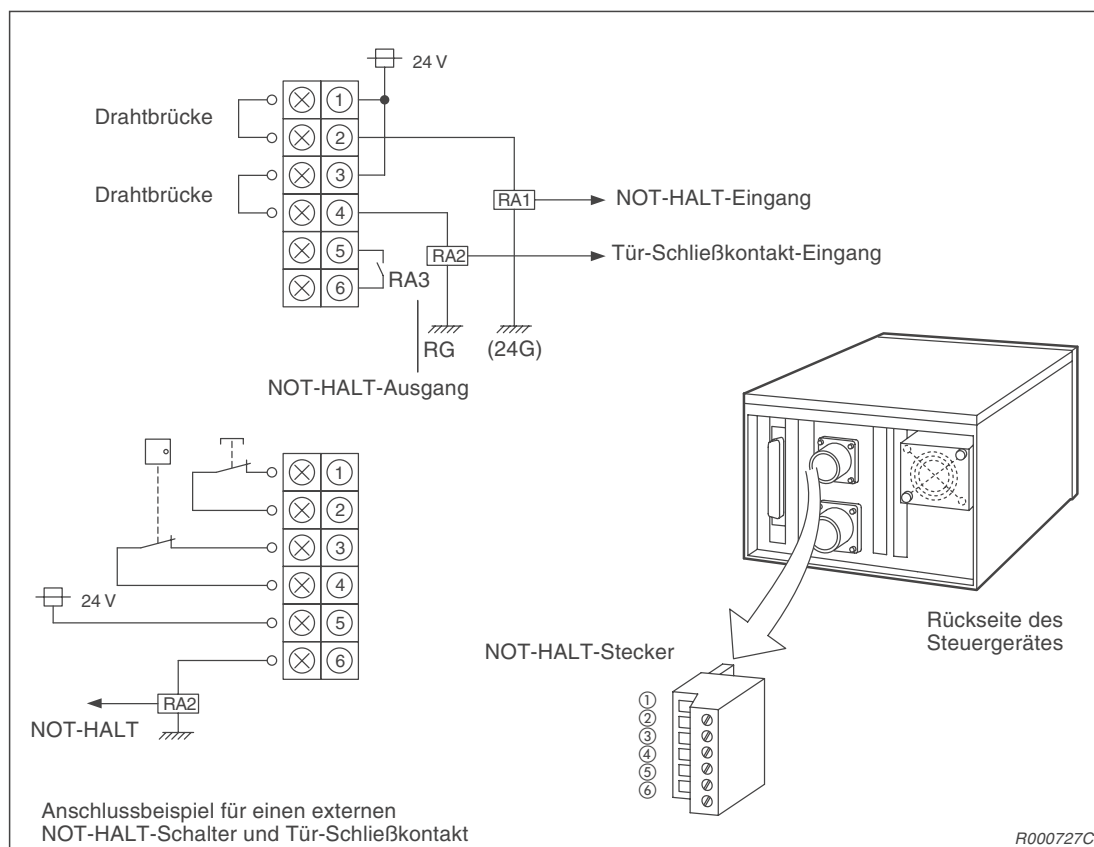 24 V
Drahtbrücke
Drahtbrücke
①
②
③
④
⑤
⑥
RA1
NOT-HALT-Eingang
RA2
Tür-Schließkontakt-Eingang
RA3
RG
(24G)
NOT-HALT-Ausgang
①
②
③
④
⑤
⑥
24 V
RA2
NOT-HALT
Rückseite des
Steuergerätes
NOT-HALT-Stecker
①
②
③
④
⑤
⑥
Anschlussbeispiel für einen externen
NOT-HALT-Schalter und Tür-Schließkontakt
R000727C